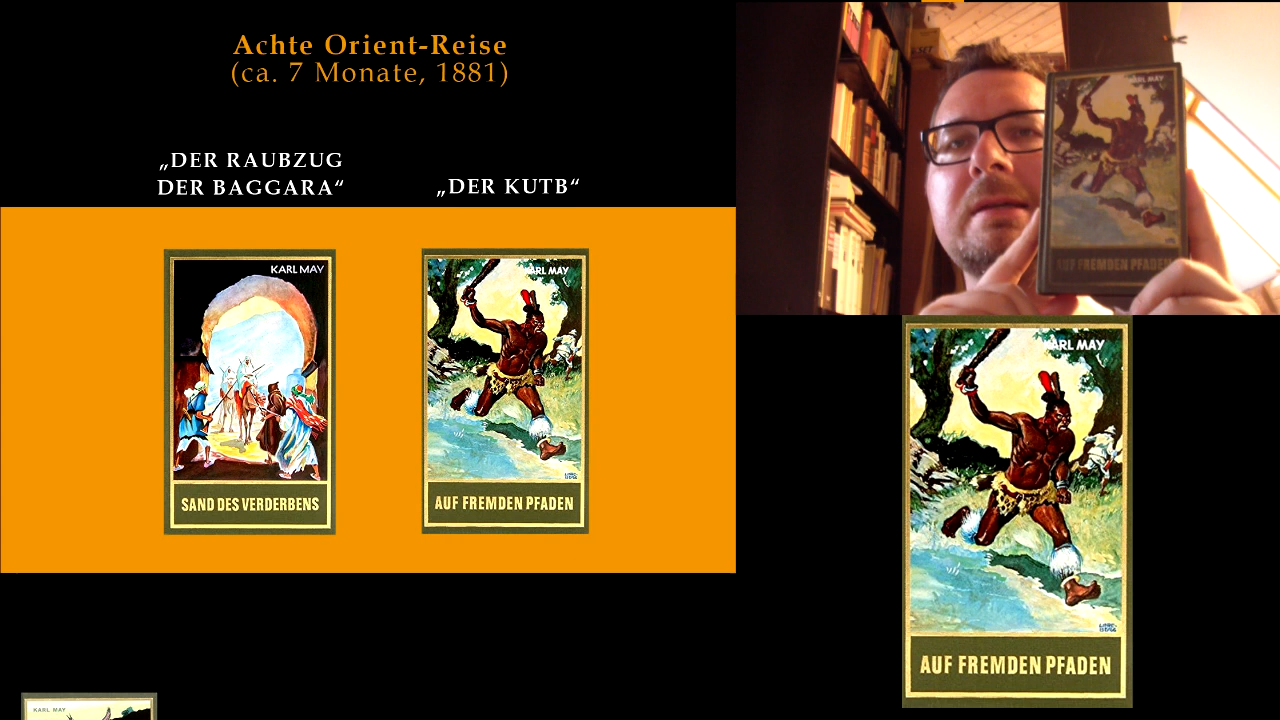 Achte Orient-Reise
(ca. 7 Monate, 1881)
„DER RAUBZUG
DER BAGGARA“
„DER KUTB“
KARL MAY
SAND DES VERDERBENS
KARL MAY
AUF FREMDEN PFADEN
KARL MAY
AUF FREMDEN PFADEN
KARL MAY
AUF FREMDEN PFADEN
KARL MAY